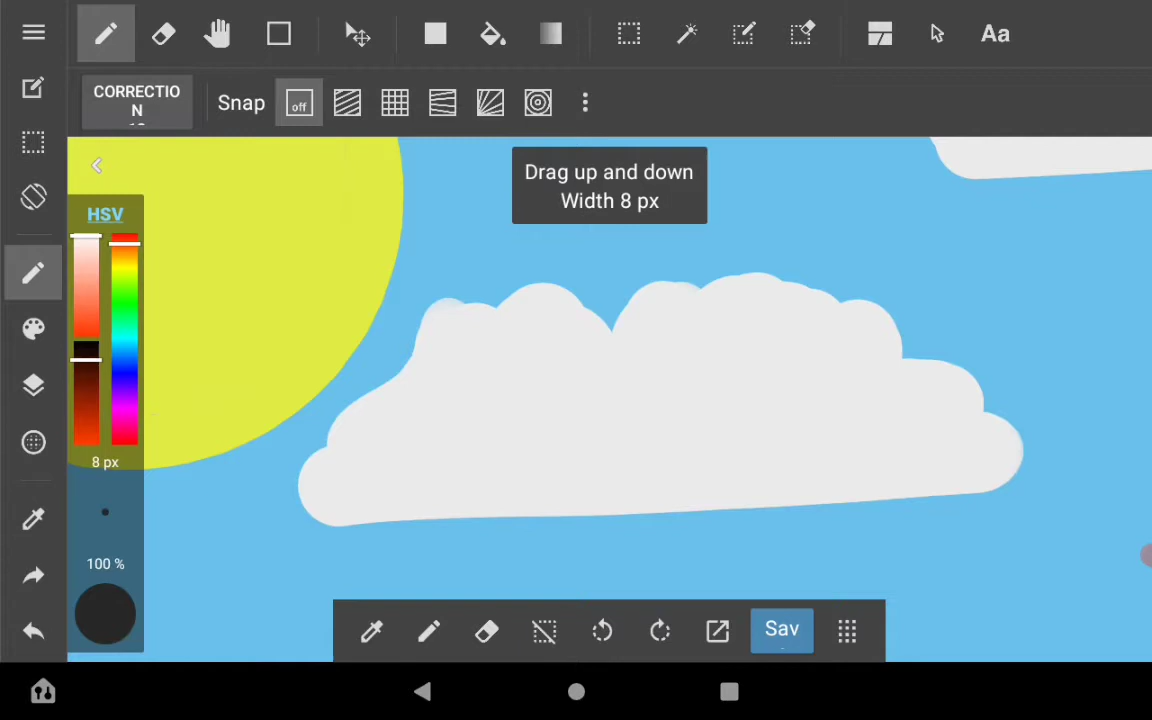 Aa
CORRECTIO
N
Snap
off
Drag up and down
Width 8 px
HSV
8 px
100 %
Sav